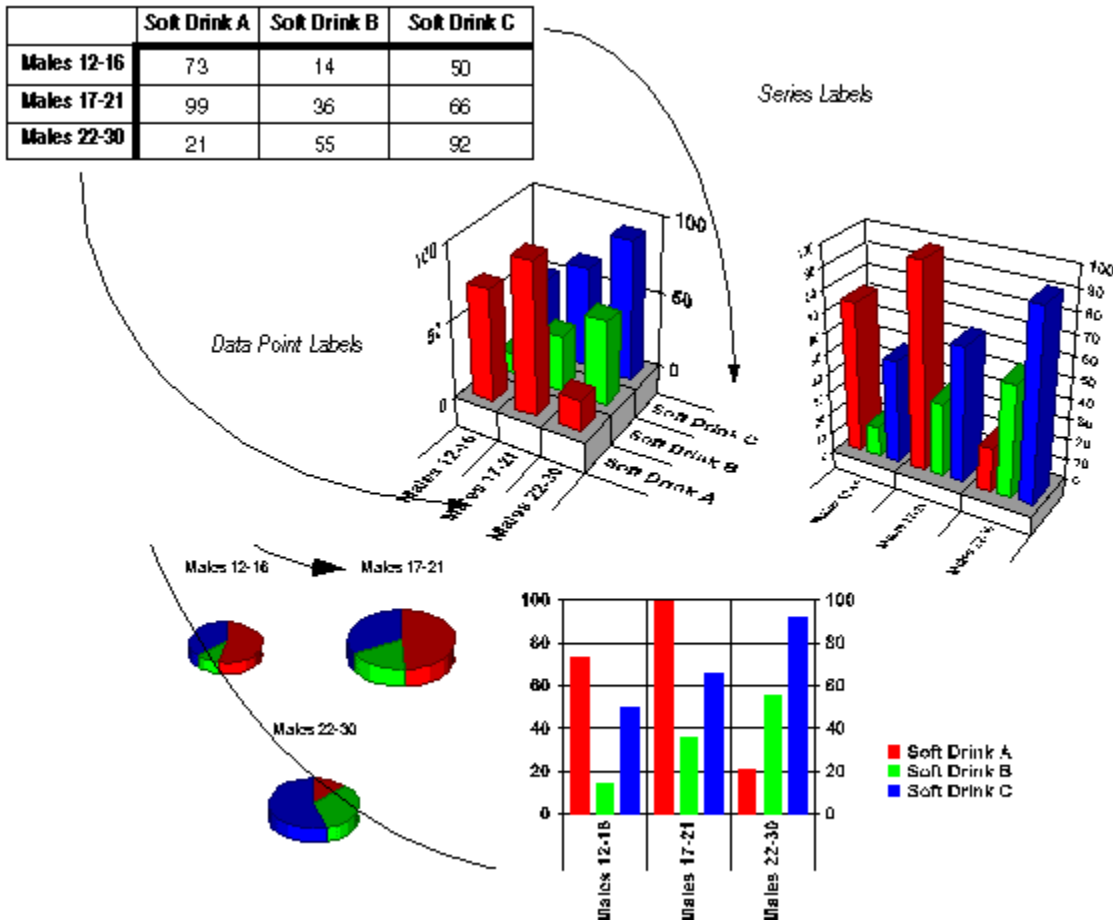 Soft Drink A Soft Drink B Soft Drink C
Males 12-16 73 14 50
Males 17-21 99 36 66
Males 22-30 21 55 92
Series Labels
Data Point Labels
100
50
0
100
50
0
Soft Drink C
Soft Drink B
Soft Drink A
Males 12-16
Males 17-21
Males 22-30
100
90
80
70
60
50
40
30
20
0
Males 12-16
Males 17-21
Males 22-30
100
80
60
40
20
0
100
80
60
40
20
0
Males 12-16
Males 17-21
Males 22-30
Soft Drink A
Soft Drink B
Soft Drink C